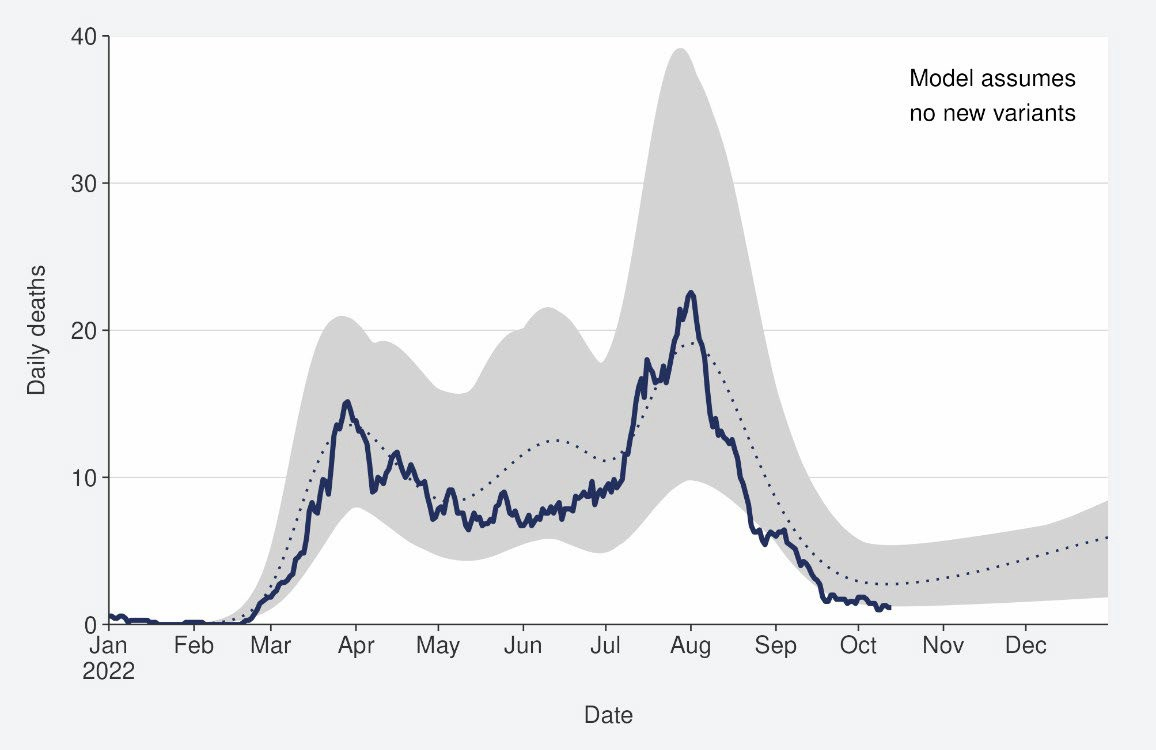 40
Model assumes
no new variants
30
Daily deaths
20
10
0
Jan Feb Mar Apr May Jun Jul Aug Sep Oct Nov Dec
2022
Date